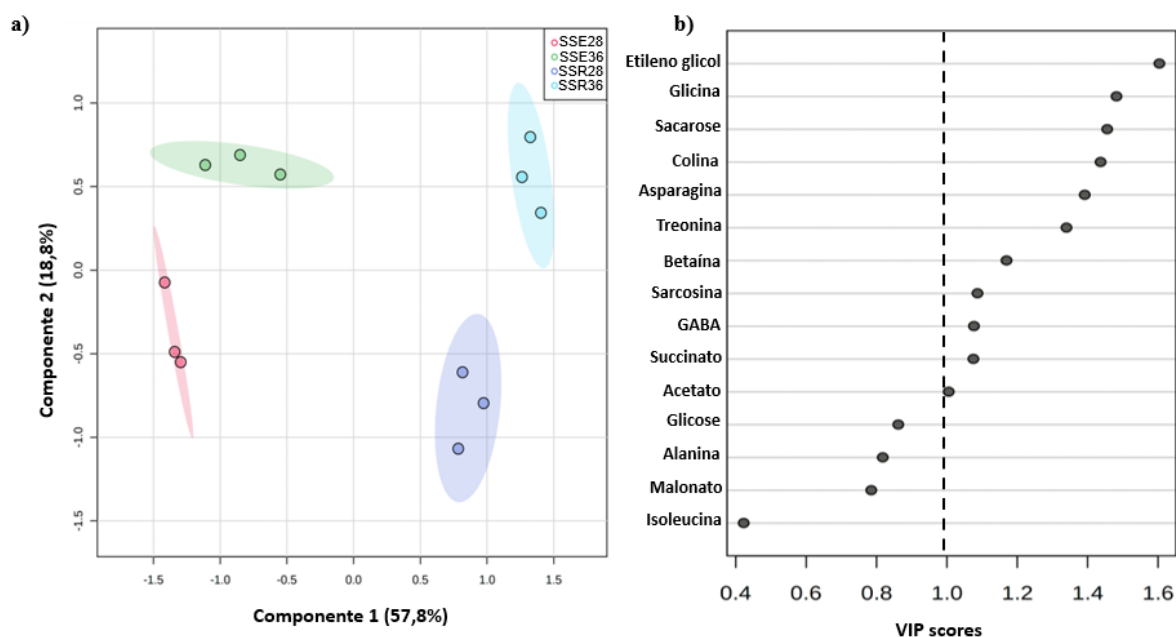 a)
SSE28
SSE36
SSR28
SSR36
1.0
0.5
0.0
-0.5
-1.0
-1.5
Componente 2 (18,8%)
-1.5
-1.0
-0.5
0.0
0.5
1.0
1.5
Componente 1 (57,8%)
b)
Etileno glicol
Glicina
Sacarose
Colina
Asparagina
Treonina
Betaína
Sarcosina
GABA
Succinato
Acetato
Glicose
Alanina
Malonato
Isoleucina
0.4
0.6
0.8
1.0
1.2
1.4
1.6
VIP scores